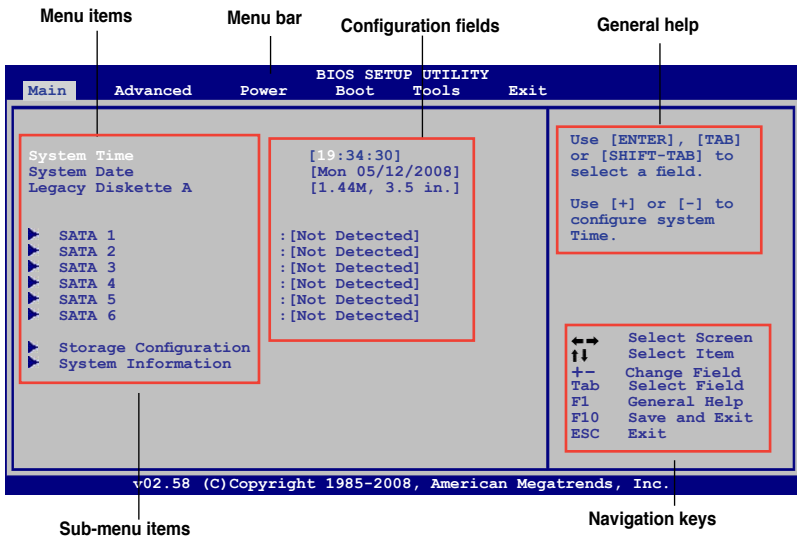 Menu items Menu bar Configuration fields General help
BIOS SETUP UTILITY
Main Advanced Power Boot Tools Exit
System Time [19:34:30]
System Date [Mon 05/12/2008]
Legacy Diskette A [1.44M, 3.5 in.]
SATA 1 :[Not Detected]
SATA 2 :[Not Detected]
SATA 3 :[Not Detected]
SATA 4 :[Not Detected]
SATA 5 :[Not Detected]
SATA 6 :[Not Detected]
Storage Configuration
System Information
Use [ENTER], [TAB]
or [SHIFT-TAB] to
select a field.
Use [+] or [-] to
configure system
Time.
←→ Select Screen
↑↓ Select Item
+- Change Field
Tab Select Field
F1 General Help
F10 Save and Exit
ESC Exit
v02.58 (C)Copyright 1985-2008, American Megatrends, Inc.
Sub-menu items Navigation keys